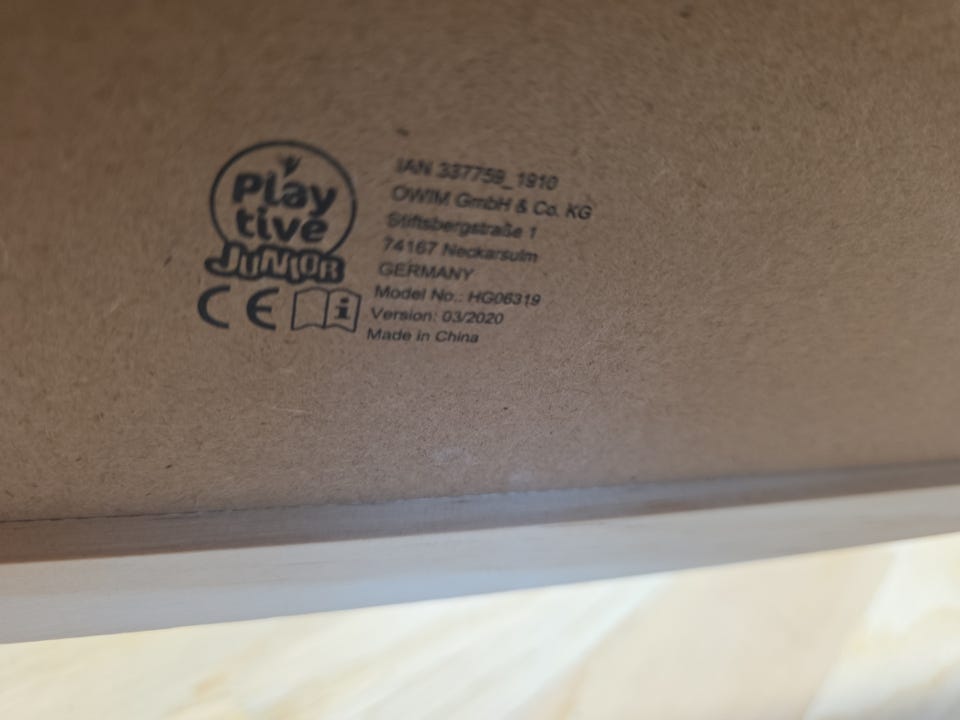 Play
tive
JUNIOR
CE
i
IAN 337759_1910
OWIM GmbH & Co. KG
Stiftsbergstraße 1
74167 Neckarsulm
GERMANY
Model No.: HG06319
Version: 03/2020
Made in China